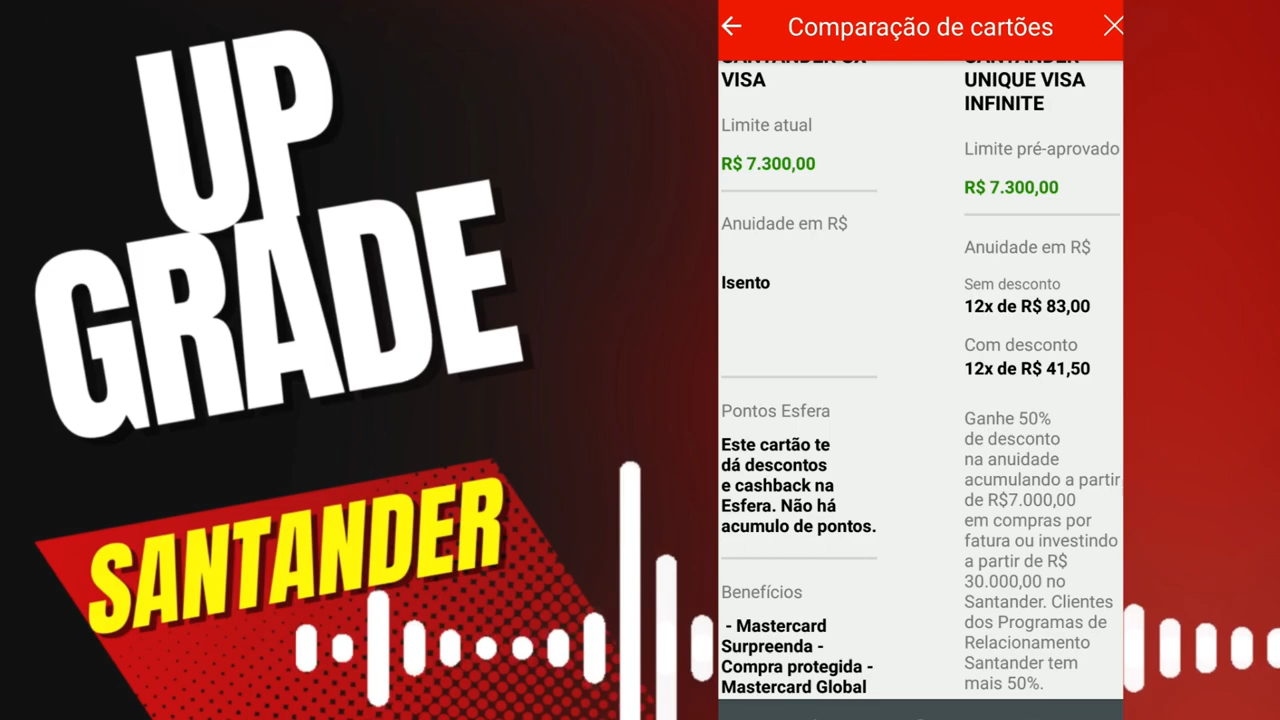 UP
GRADE
SANTANDER
Comparação de cartões
VISA
Limite atual
R$ 7.300,00
Anuidade em R$
Isento
Pontos Esfera
Este cartão te
dá descontos
e cashback na
Esfera. Não há
acumulo de pontos.
Benefícios
- Mastercard
Surpreenda -
Compra protegida -
Mastercard Global
SANTANDER
UNIQUE VISA
INFINITE
Limite pré-aprovado
R$ 7.300,00
Anuidade em R$
Sem desconto
12x de R$ 83,00
Com desconto
12x de R$ 41,50
Ganhe 50%
de desconto
na anuidade
acumulando a partir
de R$7.000,00
em compras por
fatura ou investindo
a partir de R$
30.000,00 no
Santander. Clientes
dos Programas de
Relacionamento
Santander tem
mais 50%.